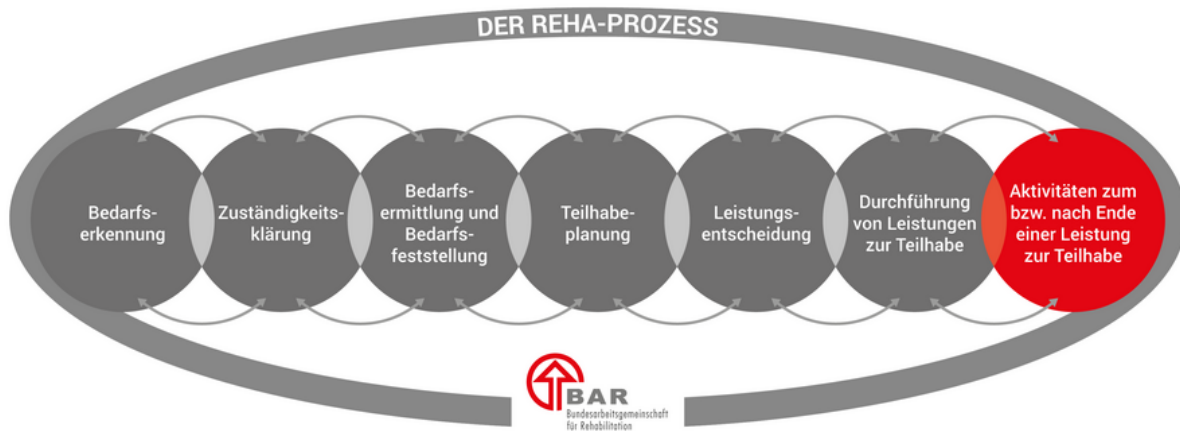 DER REHA-PROZESS
Bedarfs-
erkennung
Zuständigkeits-
klärung
Bedarfs-
ermittlung und
Bedarfs-
feststellung
Teilhabe-
planung
Leistungs-
entscheidung
Durchführung
von Leistungen
zur Teilhabe
Aktivitäten zum
bzw. nach Ende
einer Leistung
zur Teilhabe
BAR
Bundesarbeitsgemeinschaft
für Rehabilitation